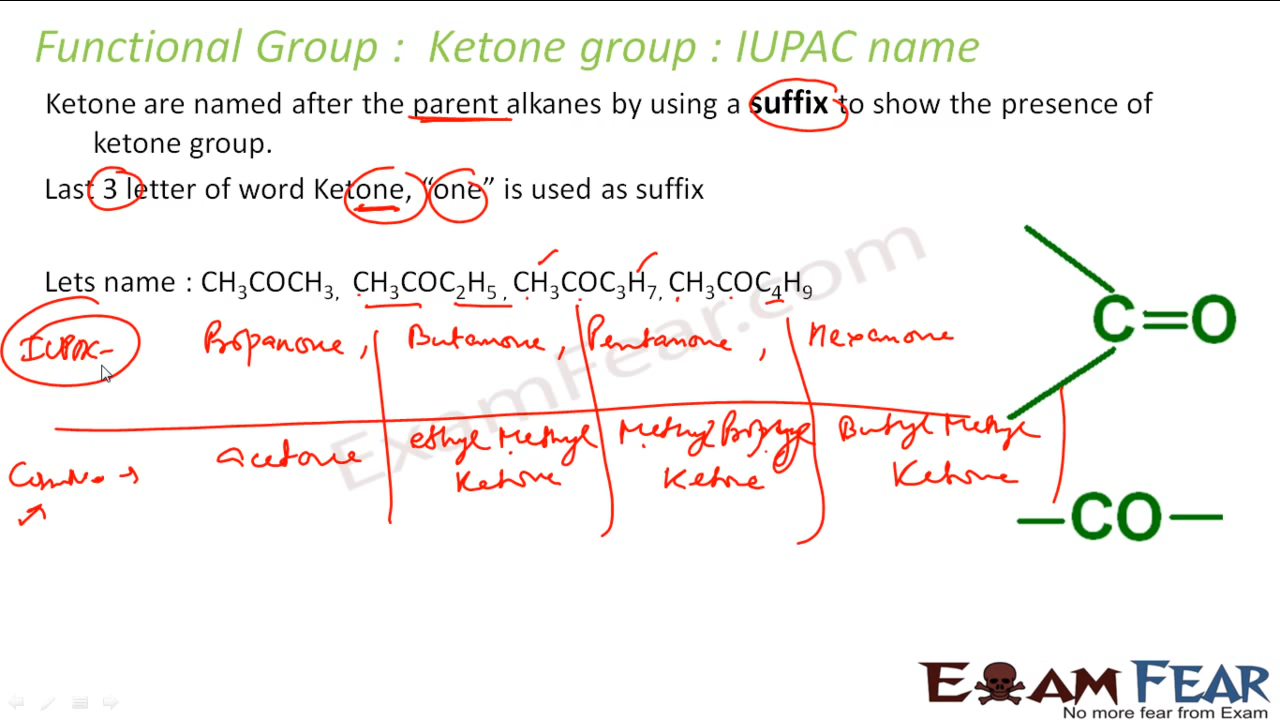 Functional Group : Ketone group : IUPAC name
Ketone are named after the parent alkanes by using a suffix to show the presence of
ketone group.
Last 3 letter of word Ketone, "one" is used as suffix
Lets name : CH₃COCH₃, CH₃COC₂H₅, CH₃COC₃H₇, CH₃COC₄H₉
C=O
IUPAC- Propanone, Butanone, Pentanone, Hexanone
acetone ethyl Methyl Methyl Propyl Butyl Methyl
Ketone Ketone Ketone
—CO—
ExamFear.com
EXAM FEAR
No more fear from Exam